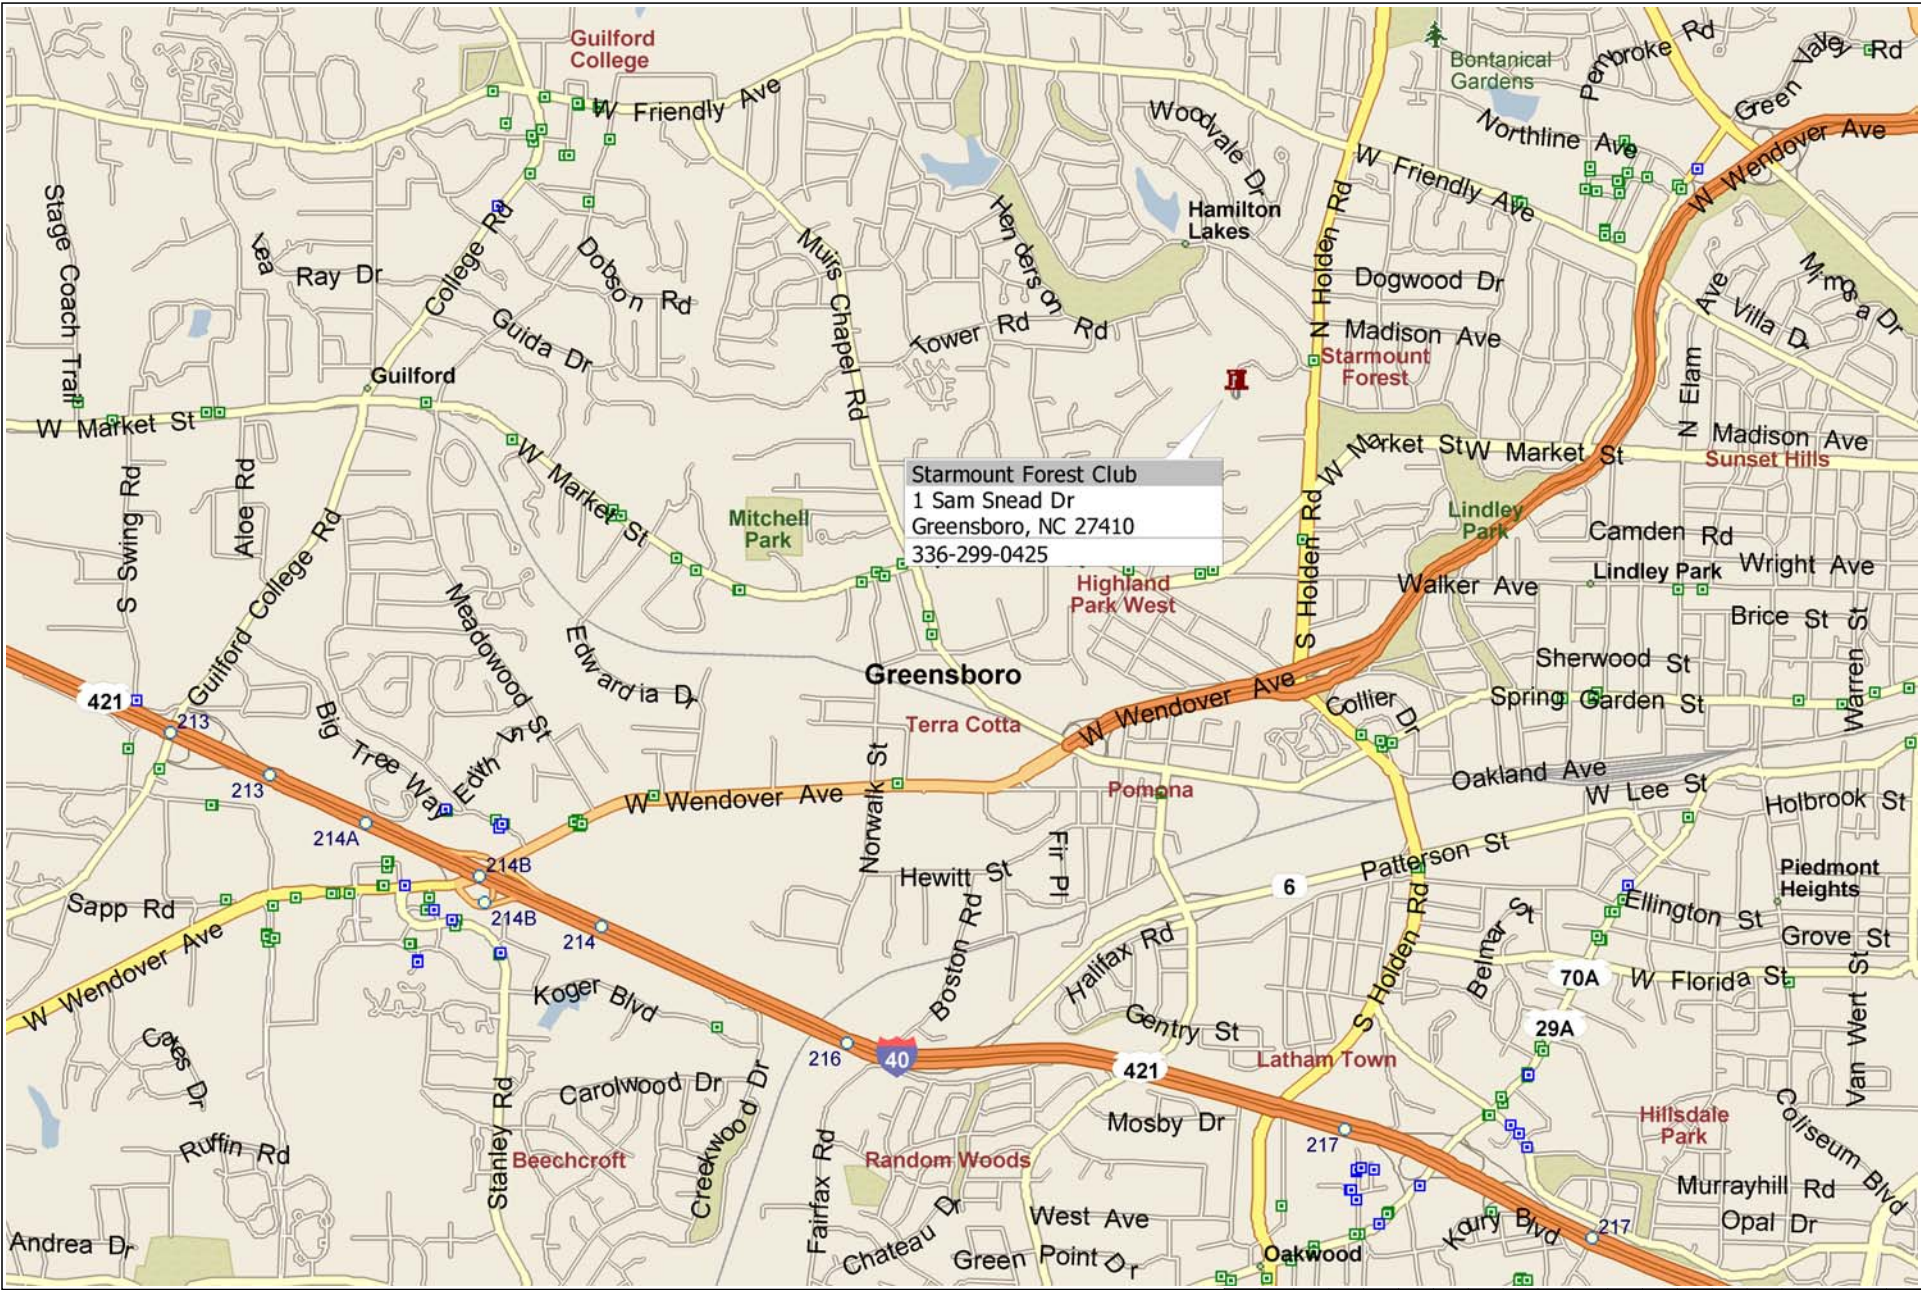 Guilford
College
Bontanical
Gardens
Pembroke Rd
Green Valley Rd
W Friendly Ave
Woodvale Dr
Northline Ave
W Wendover Ave
W Friendly Ave
Stage Coach Trail
Lea
Ray Dr
College Rd
Dobson Rd
Guida Dr
Muirs Chapel Rd
Henderson Rd
Tower Rd
Hamilton
Lakes
N Holden Rd
Dogwood Dr
Madison Ave
Starmount
Forest
Mimosa Dr
Villa Dr
N Elam Ave
Guilford
W Market St
W Market St
W Market St
W Market St
Madison Ave
Sunset Hills
S Swing Rd
Aloe Rd
Guilford College Rd
Mitchell
Park
Starmount Forest Club
1 Sam Snead Dr
Greensboro, NC 27410
336-299-0425
Highland
Park West
S Holden Rd
Lindley
Park
Camden Rd
Lindley Park
Wright Ave
Walker Ave
Brice St
Warren St
Sherwood St
Spring Garden St
Meadowood St
Edwardia Dr
Greensboro
Terra Cotta
W Wendover Ave
Collier Dr
421
213
213
Big Tree Way
Edith Ln
214A
214B
214B
214
W Wendover Ave
Norwalk St
Pomona
Oakland Ave
W Lee St
Holbrook St
Hewitt St
Fir Pl
6
Patterson St
Piedmont
Heights
Sapp Rd
W Wendover Ave
Boston Rd
Halifax Rd
S Holden Rd
Belmar St
Ellington St
Grove St
70A
W Florida St
29A
Koger Blvd
Gentry St
216
40
421
Latham Town
Van Wert St
Cates Dr
Carolwood Dr
Creekwood Dr
Stanley Rd
Mosby Dr
217
Hillsdale
Park
Coliseum Blvd
Ruffin Rd
Beechcroft
Fairfax Rd
Random Woods
Murrayhill Rd
Opal Dr
Andrea Dr
Chateau Dr
West Ave
Green Point Dr
Oakwood
Koury Blvd
217